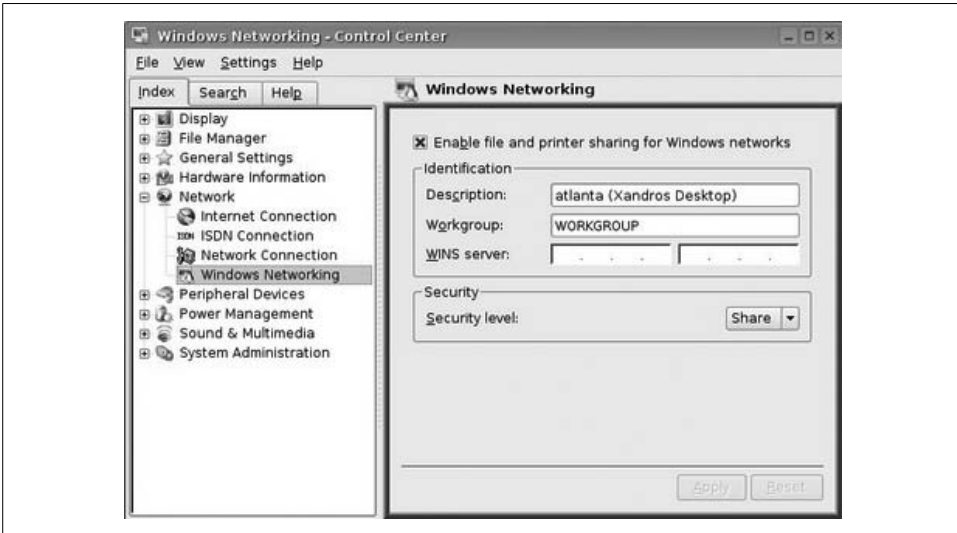 Windows Networking - Control Center
File View Settings Help
Index Search Help
Display
File Manager
General Settings
Hardware Information
Network
Internet Connection
ISDN ISDN Connection
Network Connection
Windows Networking
Peripheral Devices
Power Management
Sound & Multimedia
System Administration
Windows Networking
Enable file and printer sharing for Windows networks
Identification
Description: atlanta (Xandros Desktop)
Workgroup: WORKGROUP
WINS server: . . . . . .
Security
Security level: Share
Apply Reset